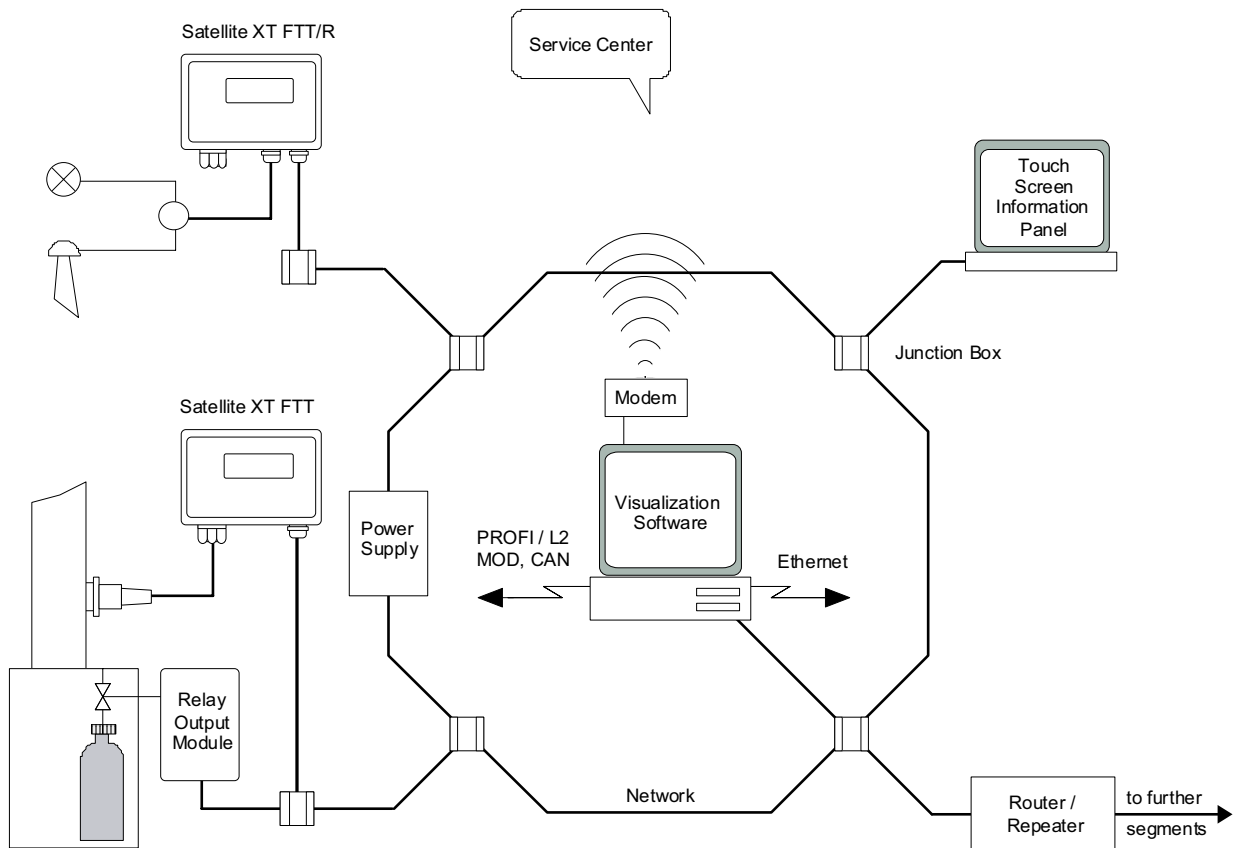 Satellite XT FTT/R
Service Center
Touch
Screen
Information
Panel
Junction Box
Modem
Satellite XT FTT
Visualization
Software
Power
Supply
PROFI / L2
MOD, CAN
Ethernet
Relay
Output
Module
Network
Router /
Repeater
to further
segments